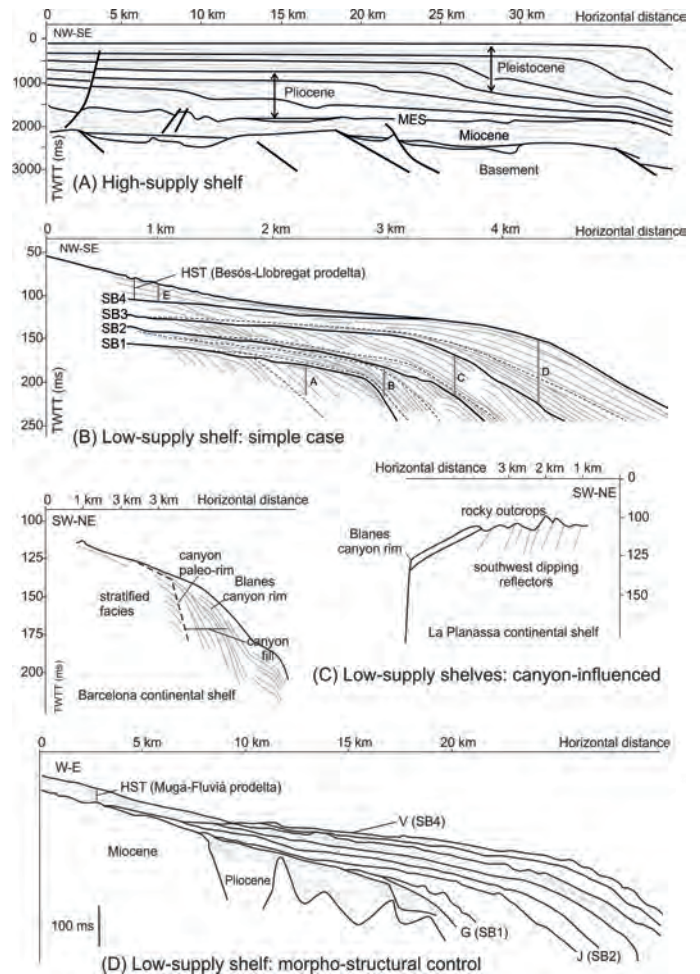 0 5 km 10 km 15 km 20 km 25 km 30 km Horizontal distance
NW-SE
0
1000
2000
3000
TWTT (ms)
Pleistocene
Pliocene
MES
Miocene
Basement
(A) High-supply shelf
1 km 2 km 3 km 4 km Horizontal distance
NW-SE
50
100
150
200
250
TWTT (ms)
HST (Besós-Llobregat prodelta)
E
SB4
SB3
SB2
SB1
A
B
C
D
(B) Low-supply shelf: simple case
0 1 km 3 km 3 km Horizontal distance
SW-NE
100
125
150
175
200
TWTT (ms)
canyon
paleo-rim
Blanes
canyon rim
stratified
facies
canyon
fill
Barcelona continental shelf
Horizontal distance 3 km 2 km 1 km
0
SW-NE
100
125
150
rocky outcrops
Blanes
canyon rim
southwest dipping
reflectors
La Planassa continental shelf
(C) Low-supply shelves: canyon-influenced
0 5 km 10 km 15 km 20 km Horizontal distance
W-E
HST (Muga-Fluviá prodelta)
V (SB4)
Miocene
Pliocene
G (SB1)
J (SB2)
100 ms
(D) Low-supply shelf: morpho-structural control